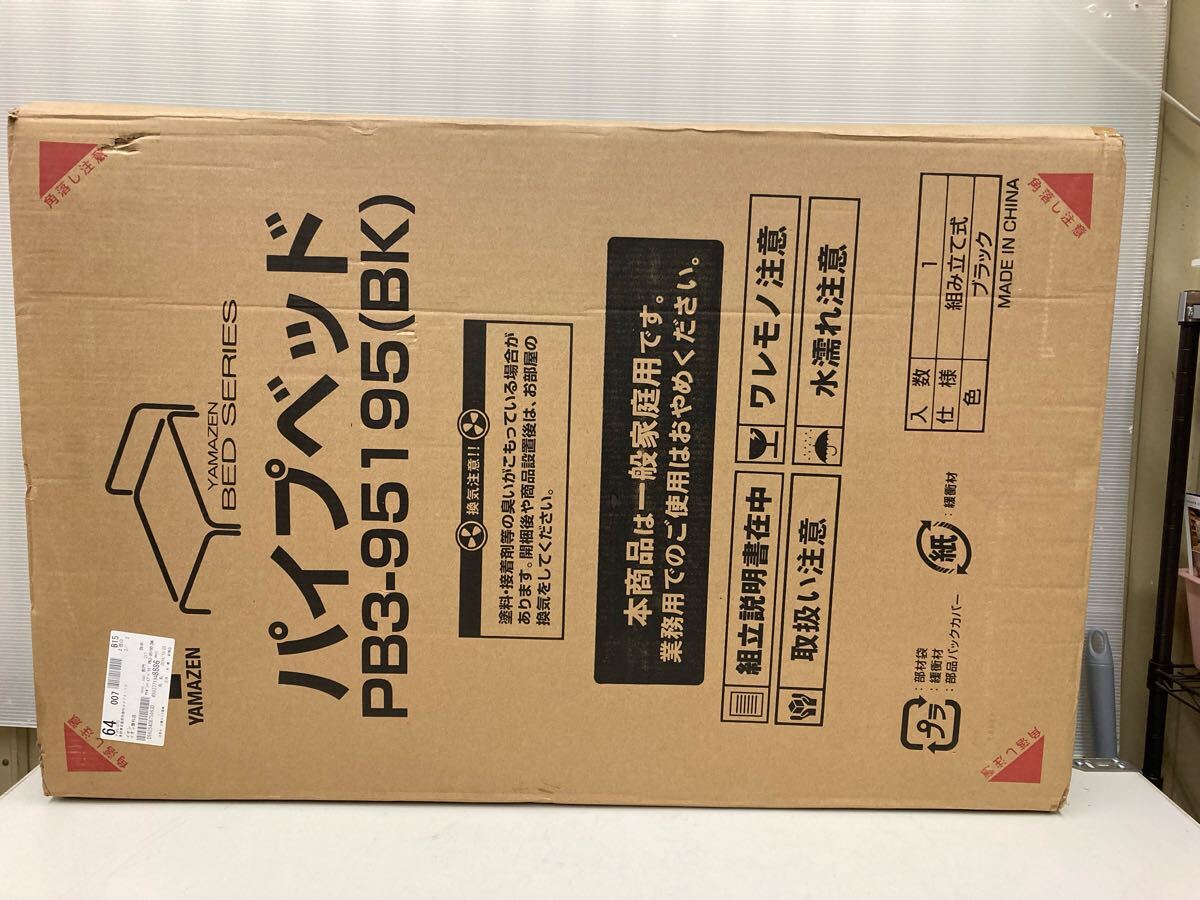 角落し注意
角落し注意
角落し注意
角落し注意
YAMAZEN
YAMAZEN
BED SERIES
パイプベッド
PB3-95195(BK)
換気注意!!
塗料・接着剤等の臭いがこもっている場合が
あります。開梱後や商品設置後は、お部屋の
換気をしてください。
本商品は一般家庭用です。
業務用でのご使用はおやめください。
組立説明書在中
ワレモノ注意
取扱い注意
水濡れ注意
プラ
:部材袋
:緩衝材
:部品パックカバー
紙
:緩衝材
入数 1
仕様 組み立て式
色 ブラック
MADE IN CHINA
64
007
B15